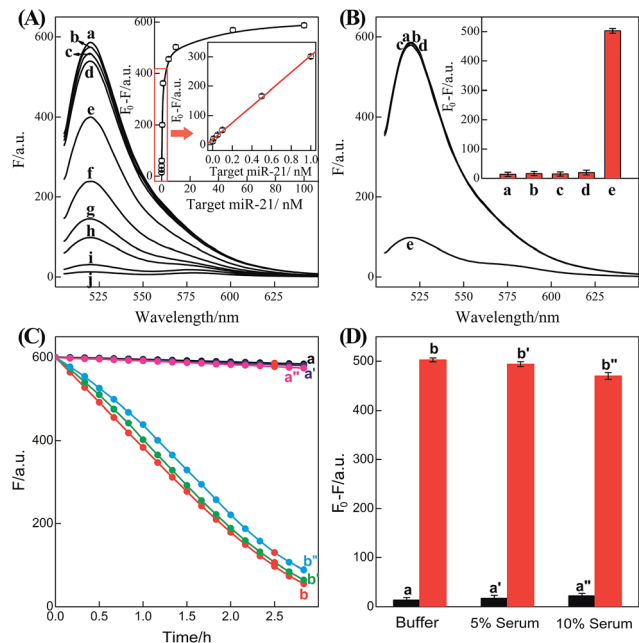 (A)
F/a.u.
600
400
200
0
525 550 575 600 625
Wavelength/nm
a
b
c
d
e
f
g
h
i
j
F₀-F/a.u.
600
500
400
300
200
100
0
0 20 40 60 80 100
Target miR-21/ nM
F₀-F/a.u.
300
200
100
0
0.0 0.2 0.4 0.6 0.8 1.0
Target miR-21/ nM
(B)
F/a.u.
600
400
200
0
525 550 575 600 625
Wavelength/nm
c a b d
e
F₀-F/a.u.
500
400
300
200
100
0
a b c d e
(C)
F/a.u.
600
400
200
0
0.0 0.5 1.0 1.5 2.0 2.5
Time/h
a
a" a'
b"
b'
b
(D)
F₀-F/a.u.
500
400
300
200
100
0
b b' b"
a a' a"
Buffer 5% Serum 10% Serum